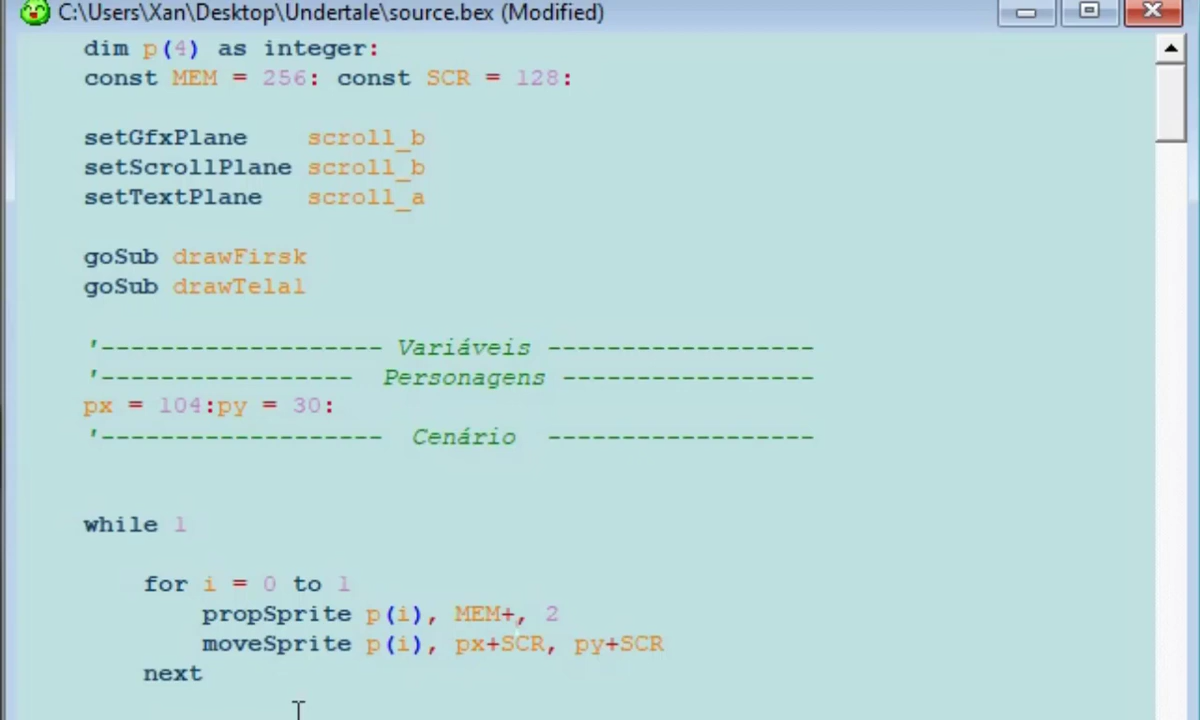 C:\Users\Xan\Desktop\Undertale\source.bex (Modified)
dim p(4) as integer:
const MEM = 256: const SCR = 128:
setGfxPlane scroll_b
setScrollPlane scroll_b
setTextPlane scroll_a
goSub drawFirsk
goSub drawTela1
'------------------- Variáveis ------------------
'----------------- Personagens -----------------
px = 104:py = 30:
'------------------- Cenário ------------------
while 1
for i = 0 to 1
propSprite p(i), MEM+, 2
moveSprite p(i), px+SCR, py+SCR
next